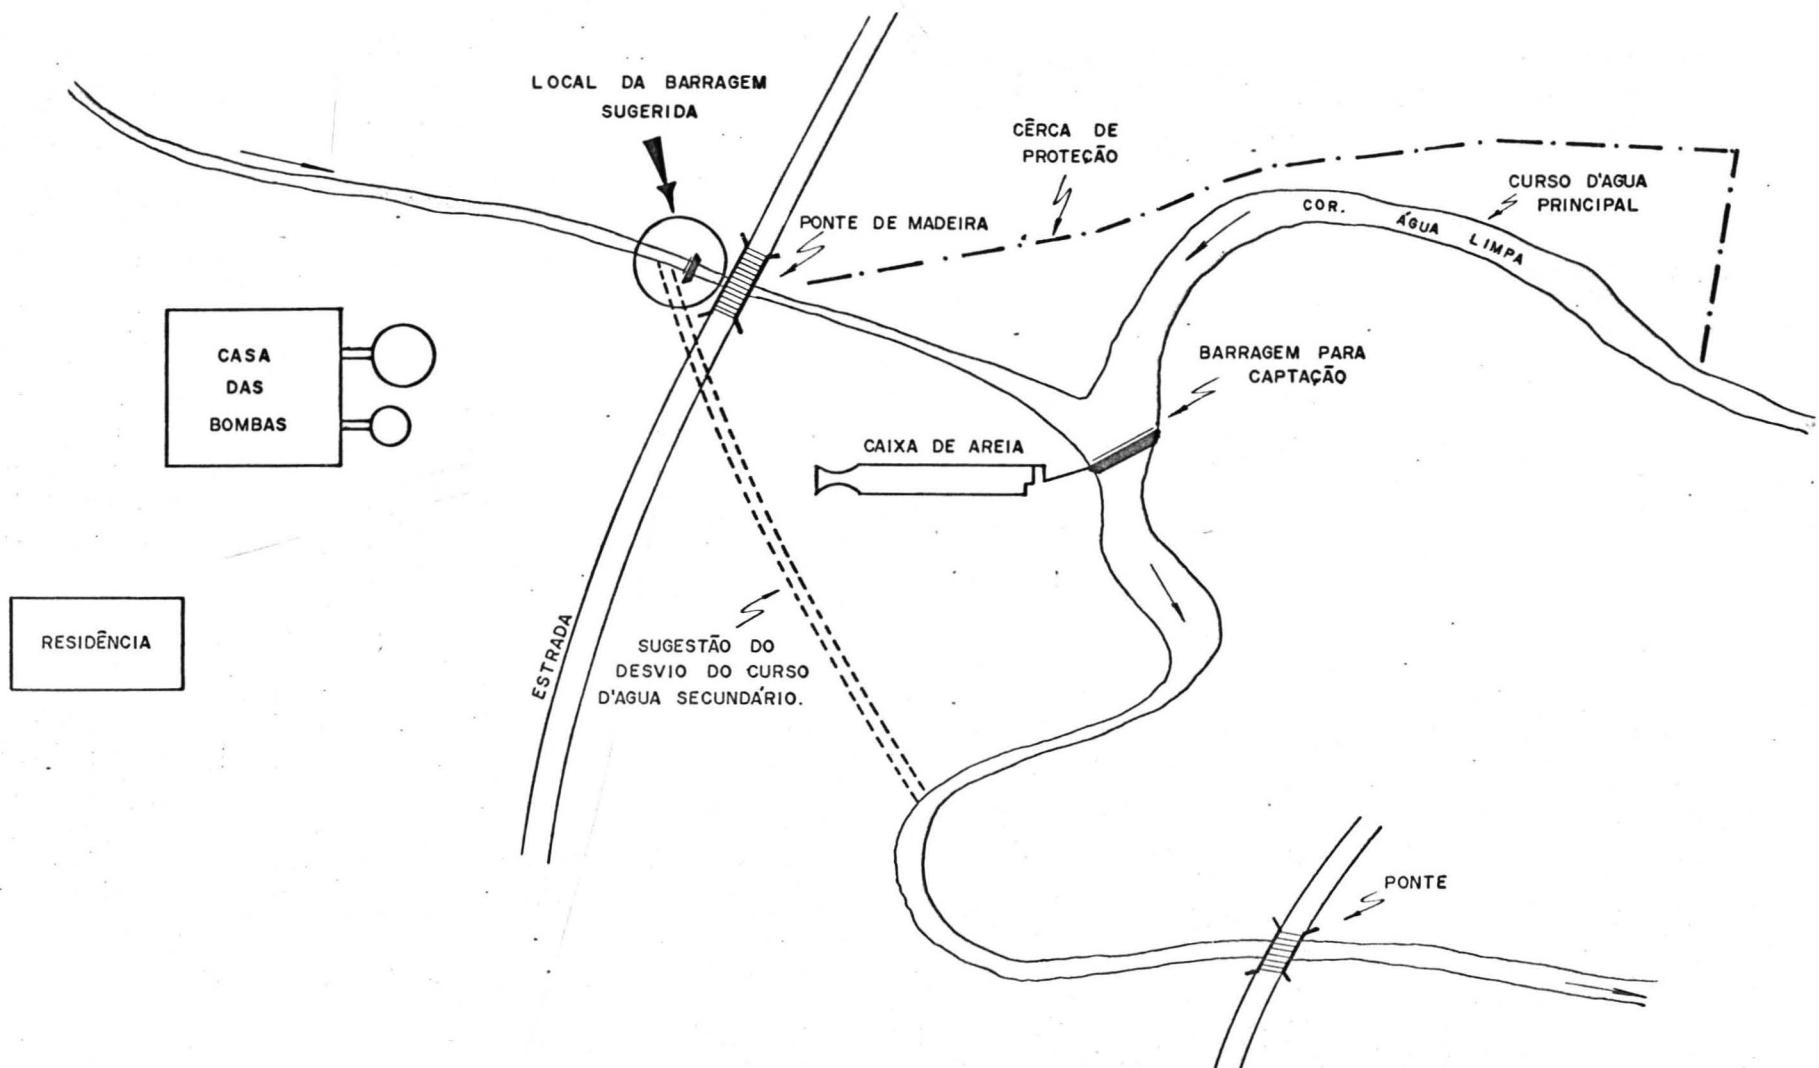 LOCAL DA BARRAGEM
SUGERIDA
CÊRCA DE
PROTEÇÃO
CURSO D'AGUA
PRINCIPAL
COR. ÁGUA LIMPA
PONTE DE MADEIRA
CASA
DAS
BOMBAS
BARRAGEM PARA
CAPTAÇÃO
CAIXA DE AREIA
RESIDÊNCIA
ESTRADA
SUGESTÃO DO
DESVIO DO CURSO
D'AGUA SECUNDÁRIO.
PONTE